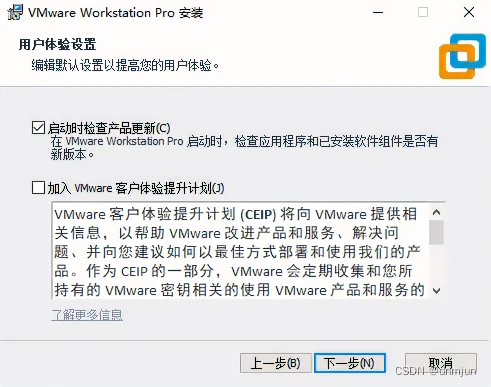 VMware Workstation Pro 安装
用户体验设置
编辑默认设置以提高您的用户体验。
启动时检查产品更新(C)
在 VMware Workstation Pro 启动时，检查应用程序和已安装软件组件是否有
新版本。
加入 VMware 客户体验提升计划(J)
VMware 客户体验提升计划 (CEIP) 将向 VMware 提供相
关信息，以帮助 VMware 改进产品和服务、解决问
题、并向您建议如何以最佳方式部署和使用我们的产
品。作为 CEIP 的一部分，VMware 会定期收集和您所
持有的 VMware 密钥相关的使用 VMware 产品和服务的
了解更多信息
上一步(B) 下一步(N) 取消
CSDN @unmjun